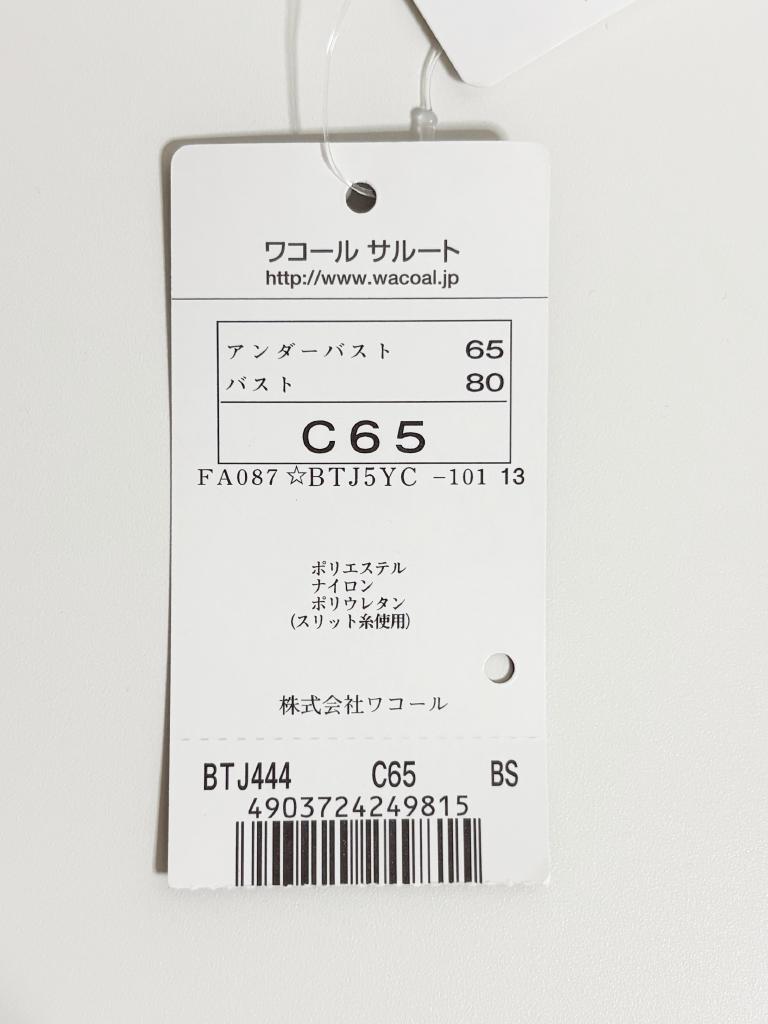 ワコール サルート
http://www.wacoal.jp
アンダーバスト 65
バスト 80
C65
FA087 ☆BTJ5YC -101 13
ポリエステル
ナイロン
ポリウレタン
(スリット糸使用)
株式会社ワコール
BTJ444 C65 BS
4903724249815